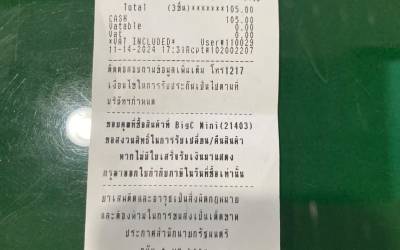 Total (3ชิ้น)*******105.00
CASH 105.00
Vatable 0.00
Vat 0.00
*VAT INCLUDED* User#110029
11-14-2024 17:31 Rcpt#102002207
ติดต่อสอบถามข้อมูลเพิ่มเติม โทร1217
เงื่อนไขในการรับประกันเป็นไปตามที่
บริษัทฯกำหนด
ขอบคุณที่ซื้อสินค้าที่ BigC Mini(21403)
ขอสงวนสิทธิ์ในการรับเปลี่ยน/คืนสินค้า
หากไม่มีใบเสร็จรับเงินมาแสดง
กรุณาออกใบกำกับภาษีในวันที่ซื้อเท่านั้น
ยาเสพติดและอาวุธเป็นสิ่งผิดกฎหมาย
และต้องห้ามในการขนส่งเป็นเด็ดขาด
ประกาศสำนักนายกรัฐมนตรี